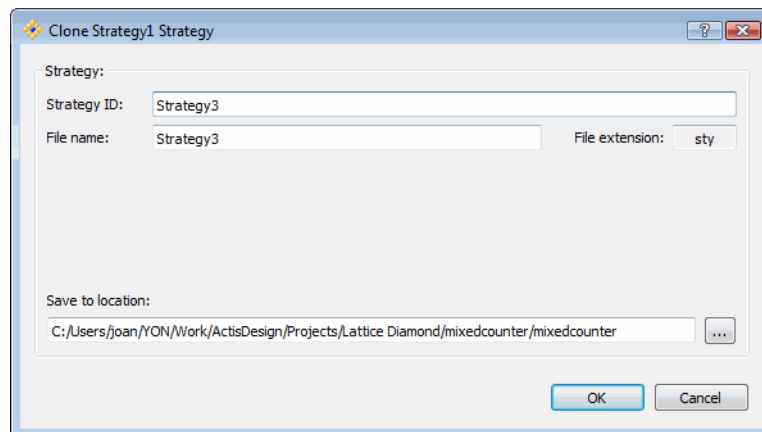 Clone Strategy1 Strategy
Strategy:
Strategy ID: Strategy3
File name: Strategy3 File extension: sty
Save to location:
C:/Users/joan/YON/Work/ActisDesign/Projects/Lattice Diamond/mixedcounter/mixedcounter ...
OK Cancel